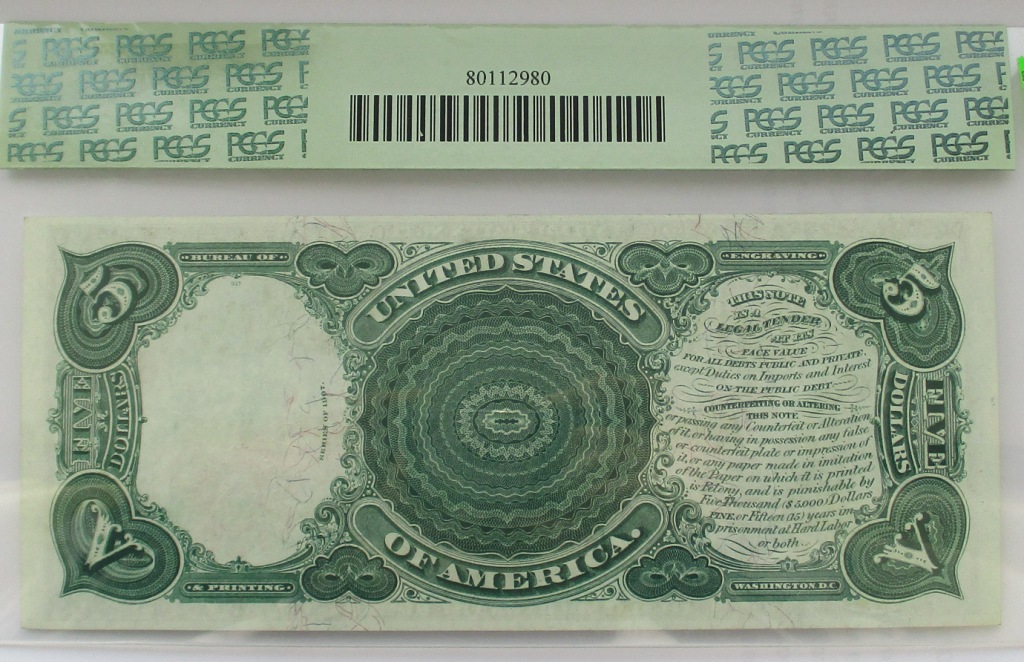 PCGS CURRENCY
80112980
BUREAU OF
ENGRAVING
& PRINTING
WASHINGTON D.C
5
5
V
V
FIVE
DOLLARS
FIVE
DOLLARS
UNITED STATES
OF AMERICA.
SERIES OF 1907.
THIS NOTE
IS A
LEGAL TENDER
AT ITS
FACE VALUE
FOR ALL DEBTS PUBLIC AND PRIVATE,
except Duties on Imports and Interest
ON THE PUBLIC DEBT
COUNTERFEITING OR ALTERING
THIS NOTE
or passing any Counterfeit or Alteration
of it, or having in possession any false
or counterfeit plate or impression of
it, or any paper made in imitation
of the Paper on which it is printed
is Felony, and is punishable by
Five Thousand ($5,000) Dollars
FINE, or Fifteen (15) years im
prisonment at Hard Labor
or both